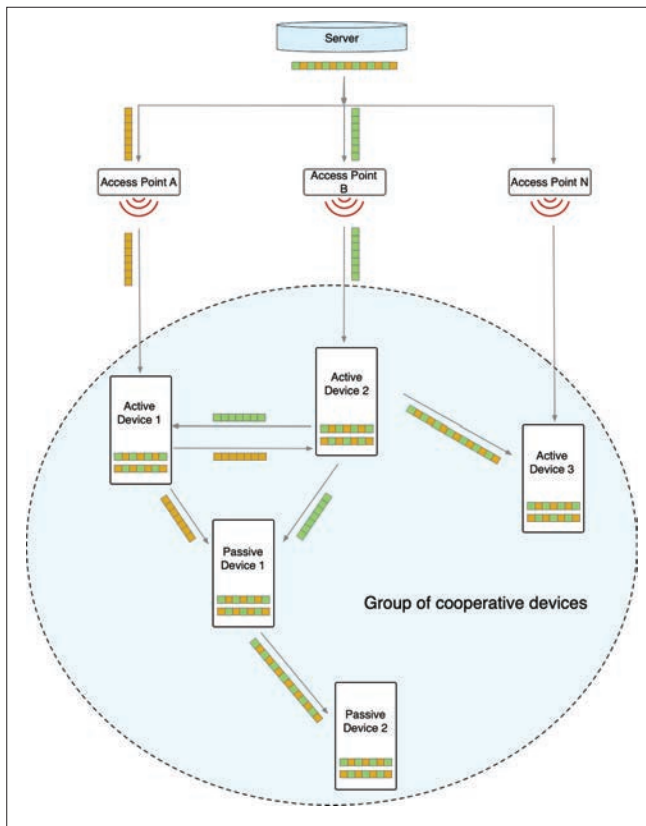 Server
Access Point A
Access Point
B
Access Point N
Active
Device 1
Active
Device 2
Active
Device 3
Passive
Device 1
Group of cooperative devices
Passive
Device 2